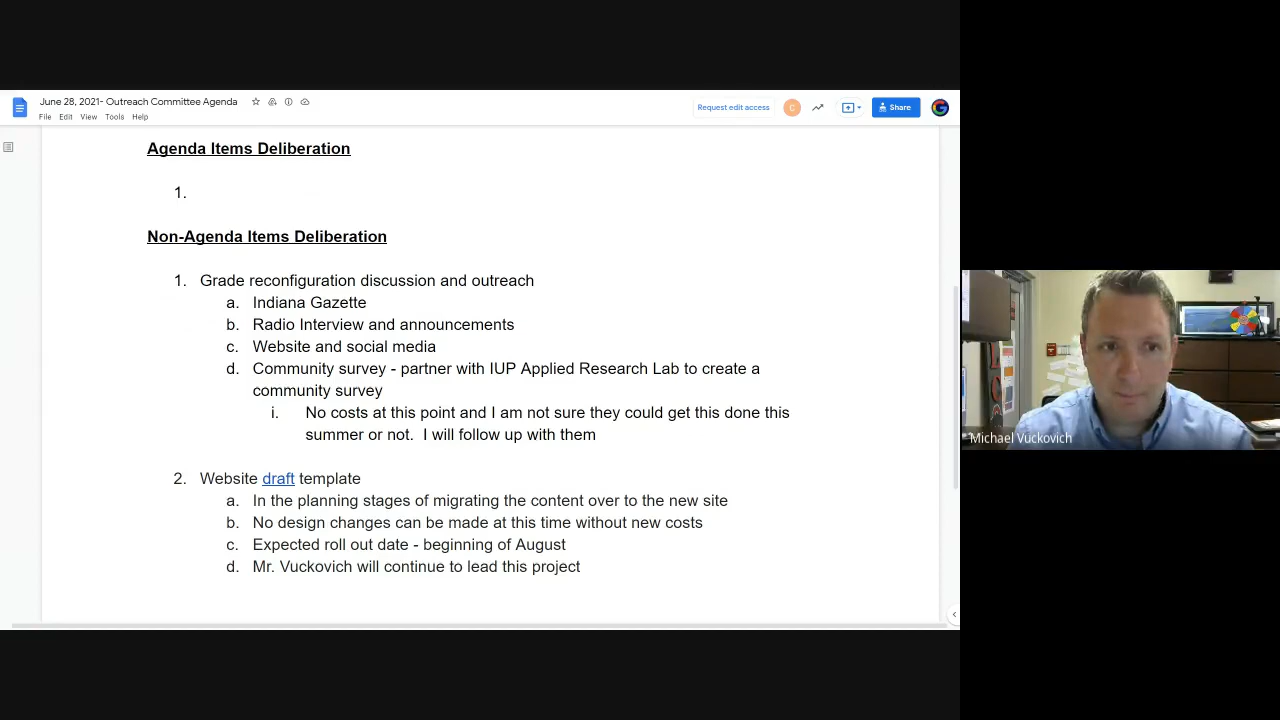 June 28, 2021- Outreach Committee Agenda
File Edit View Tools Help
Request edit access
C
Share
Agenda Items Deliberation
1.
Non-Agenda Items Deliberation
1. Grade reconfiguration discussion and outreach
a. Indiana Gazette
b. Radio Interview and announcements
c. Website and social media
d. Community survey - partner with IUP Applied Research Lab to create a
community survey
i. No costs at this point and I am not sure they could get this done this
summer or not. I will follow up with them
2. Website draft template
a. In the planning stages of migrating the content over to the new site
b. No design changes can be made at this time without new costs
c. Expected roll out date - beginning of August
d. Mr. Vuckovich will continue to lead this project
Michael Vuckovich